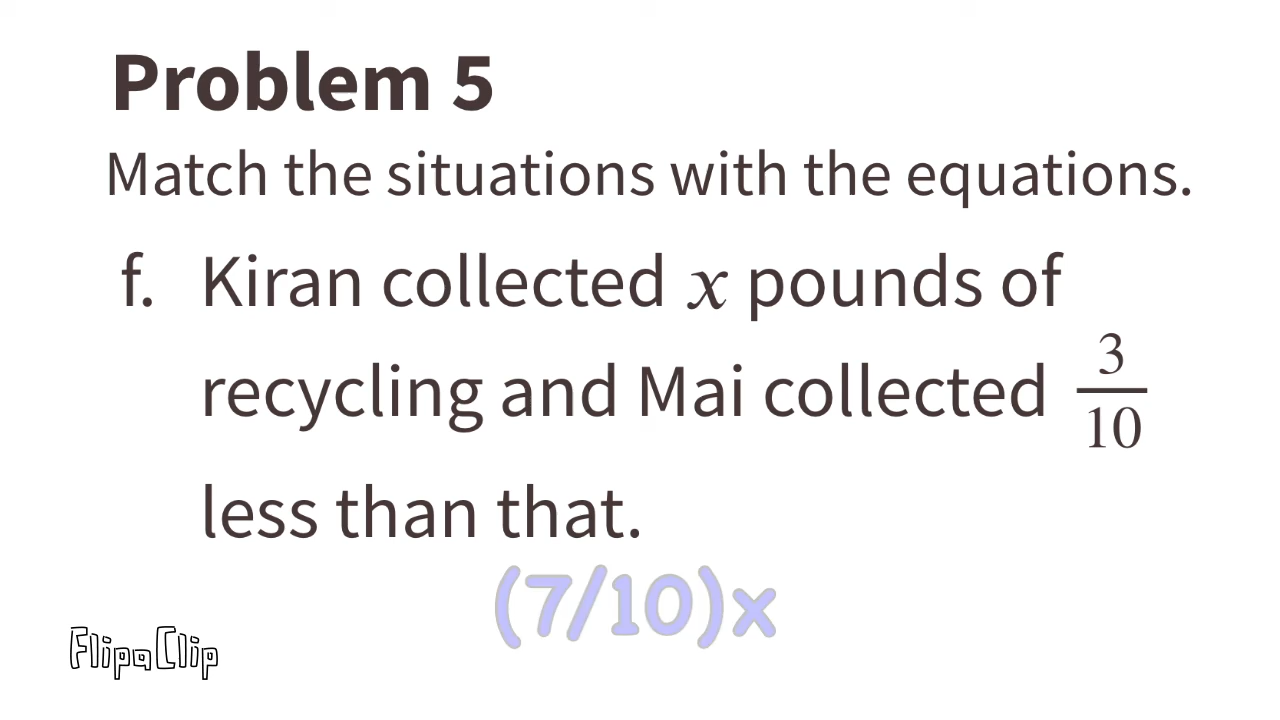 Problem 5
Match the situations with the equations.
f. Kiran collected x pounds of
recycling and Mai collected 3/10
less than that.
(7/10)x
FlipaClip